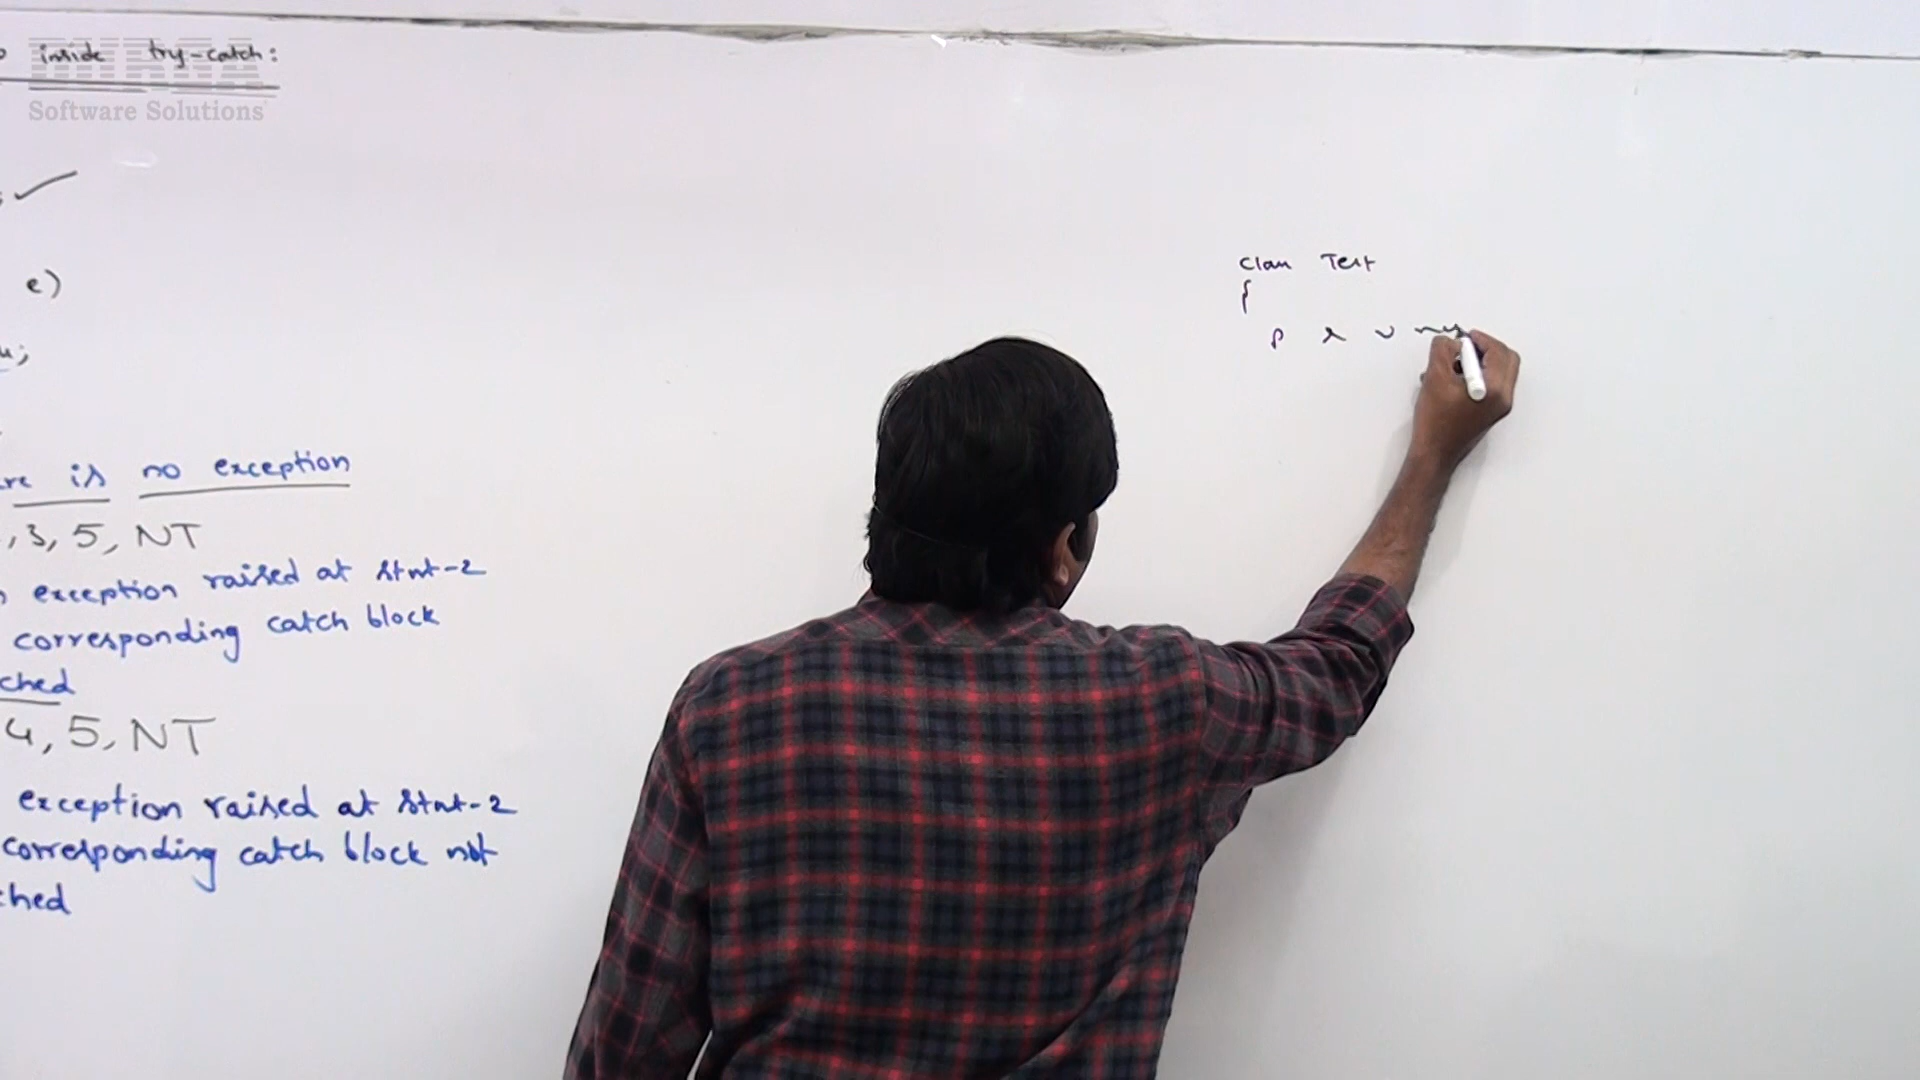 inside try-catch:
DURGA
Software Solutions
e)
is no exception
, 3, 5, NT
exception raised at stmt-2
corresponding catch block
ched
4, 5, NT
exception raised at stmt-2
corresponding catch block not
ched
Class Test
{
p s v